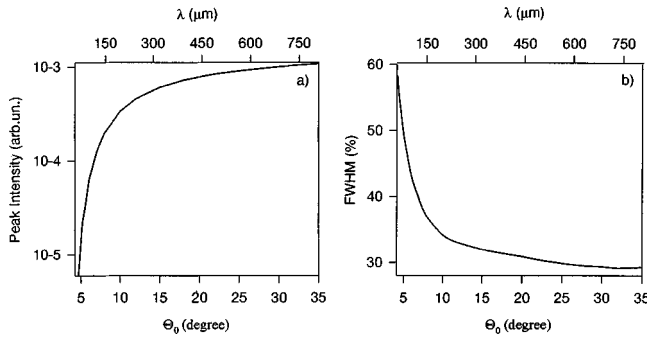 λ (μm)
150 300 450 600 750
a)
10-3
10-4
10-5
Peak Intensity (arb.un.)
5 10 15 20 25 30 35
Θ₀ (degree)
λ (μm)
150 300 450 600 750
b)
60
50
40
30
FWHM (%)
5 10 15 20 25 30 35
Θ₀ (degree)